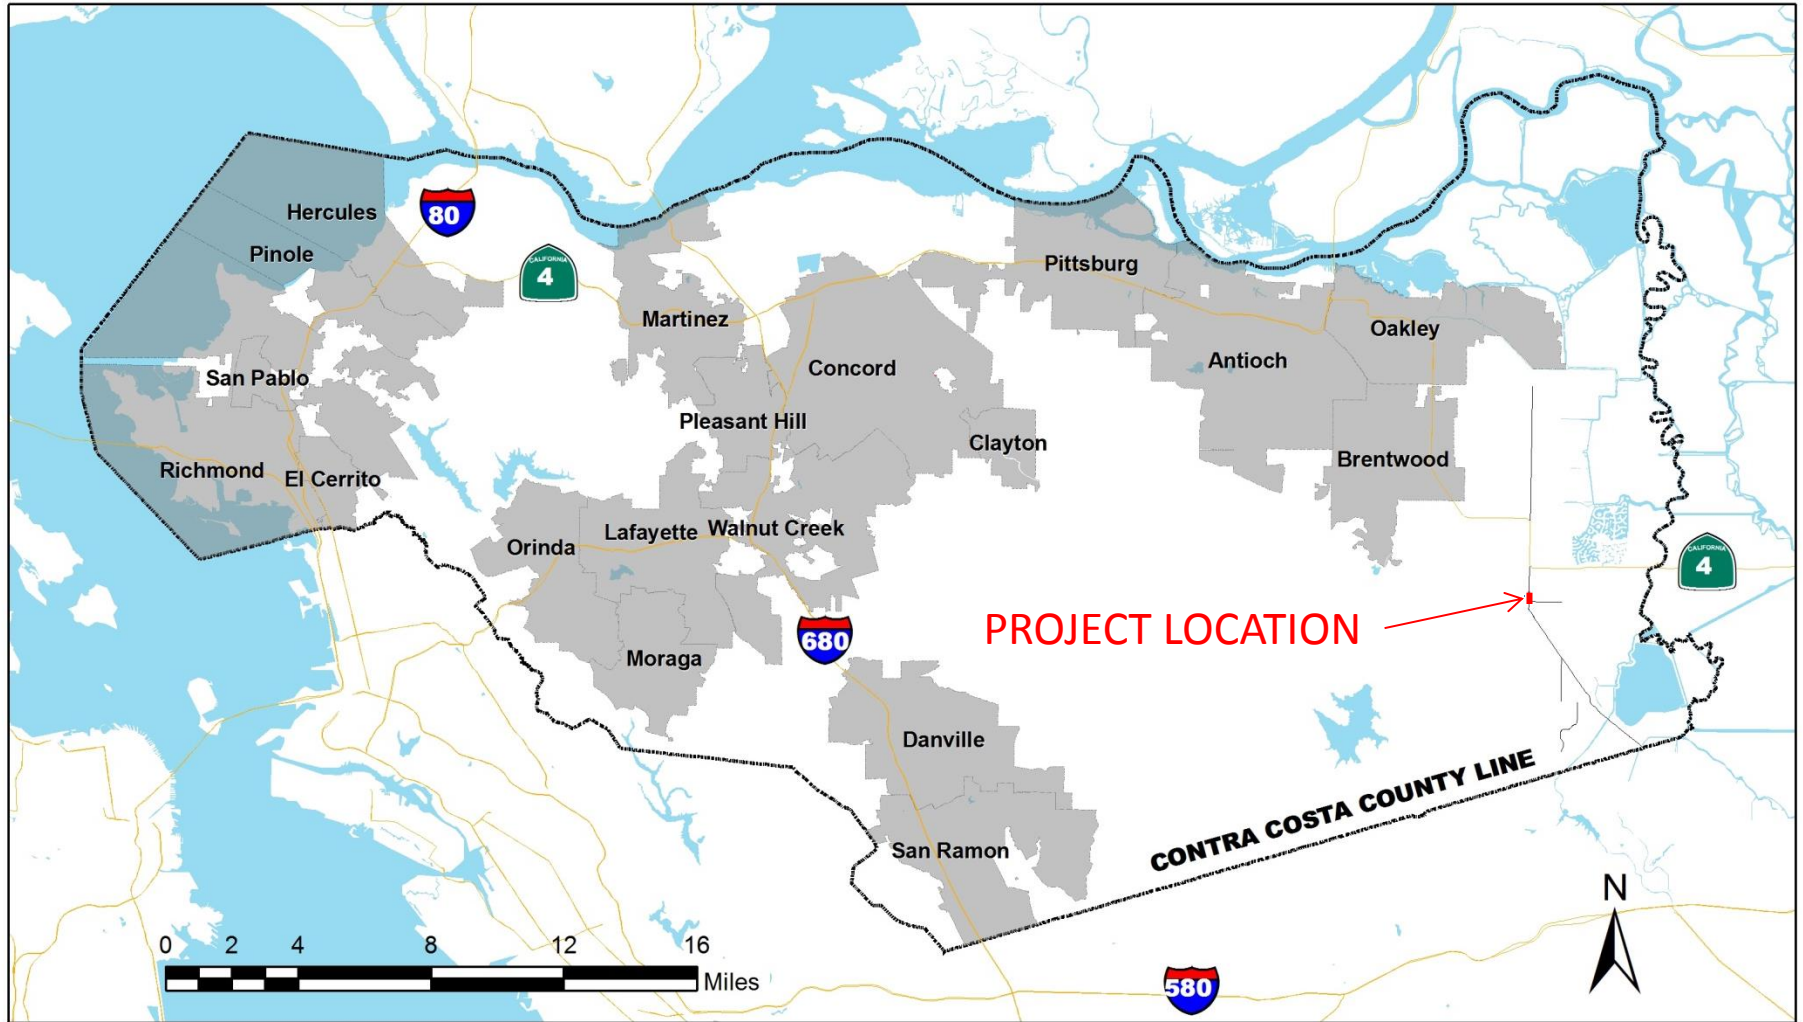 Hercules
80
CALIFORNIA
4
Pinole
Pittsburg
Martinez
Oakley
San Pablo
Concord
Antioch
Pleasant Hill
Clayton
Richmond
El Cerrito
Brentwood
Orinda
Lafayette
Walnut Creek
CALIFORNIA
4
680
PROJECT LOCATION
Moraga
Danville
San Ramon
CONTRA COSTA COUNTY LINE
N
0 2 4 8 12 16
Miles
580